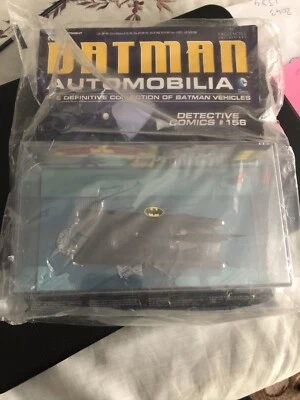 BATMAN
AUTOMOBILIA
THE DEFINITIVE COLLECTION OF BATMAN VEHICLES
DETECTIVE
COMICS #156